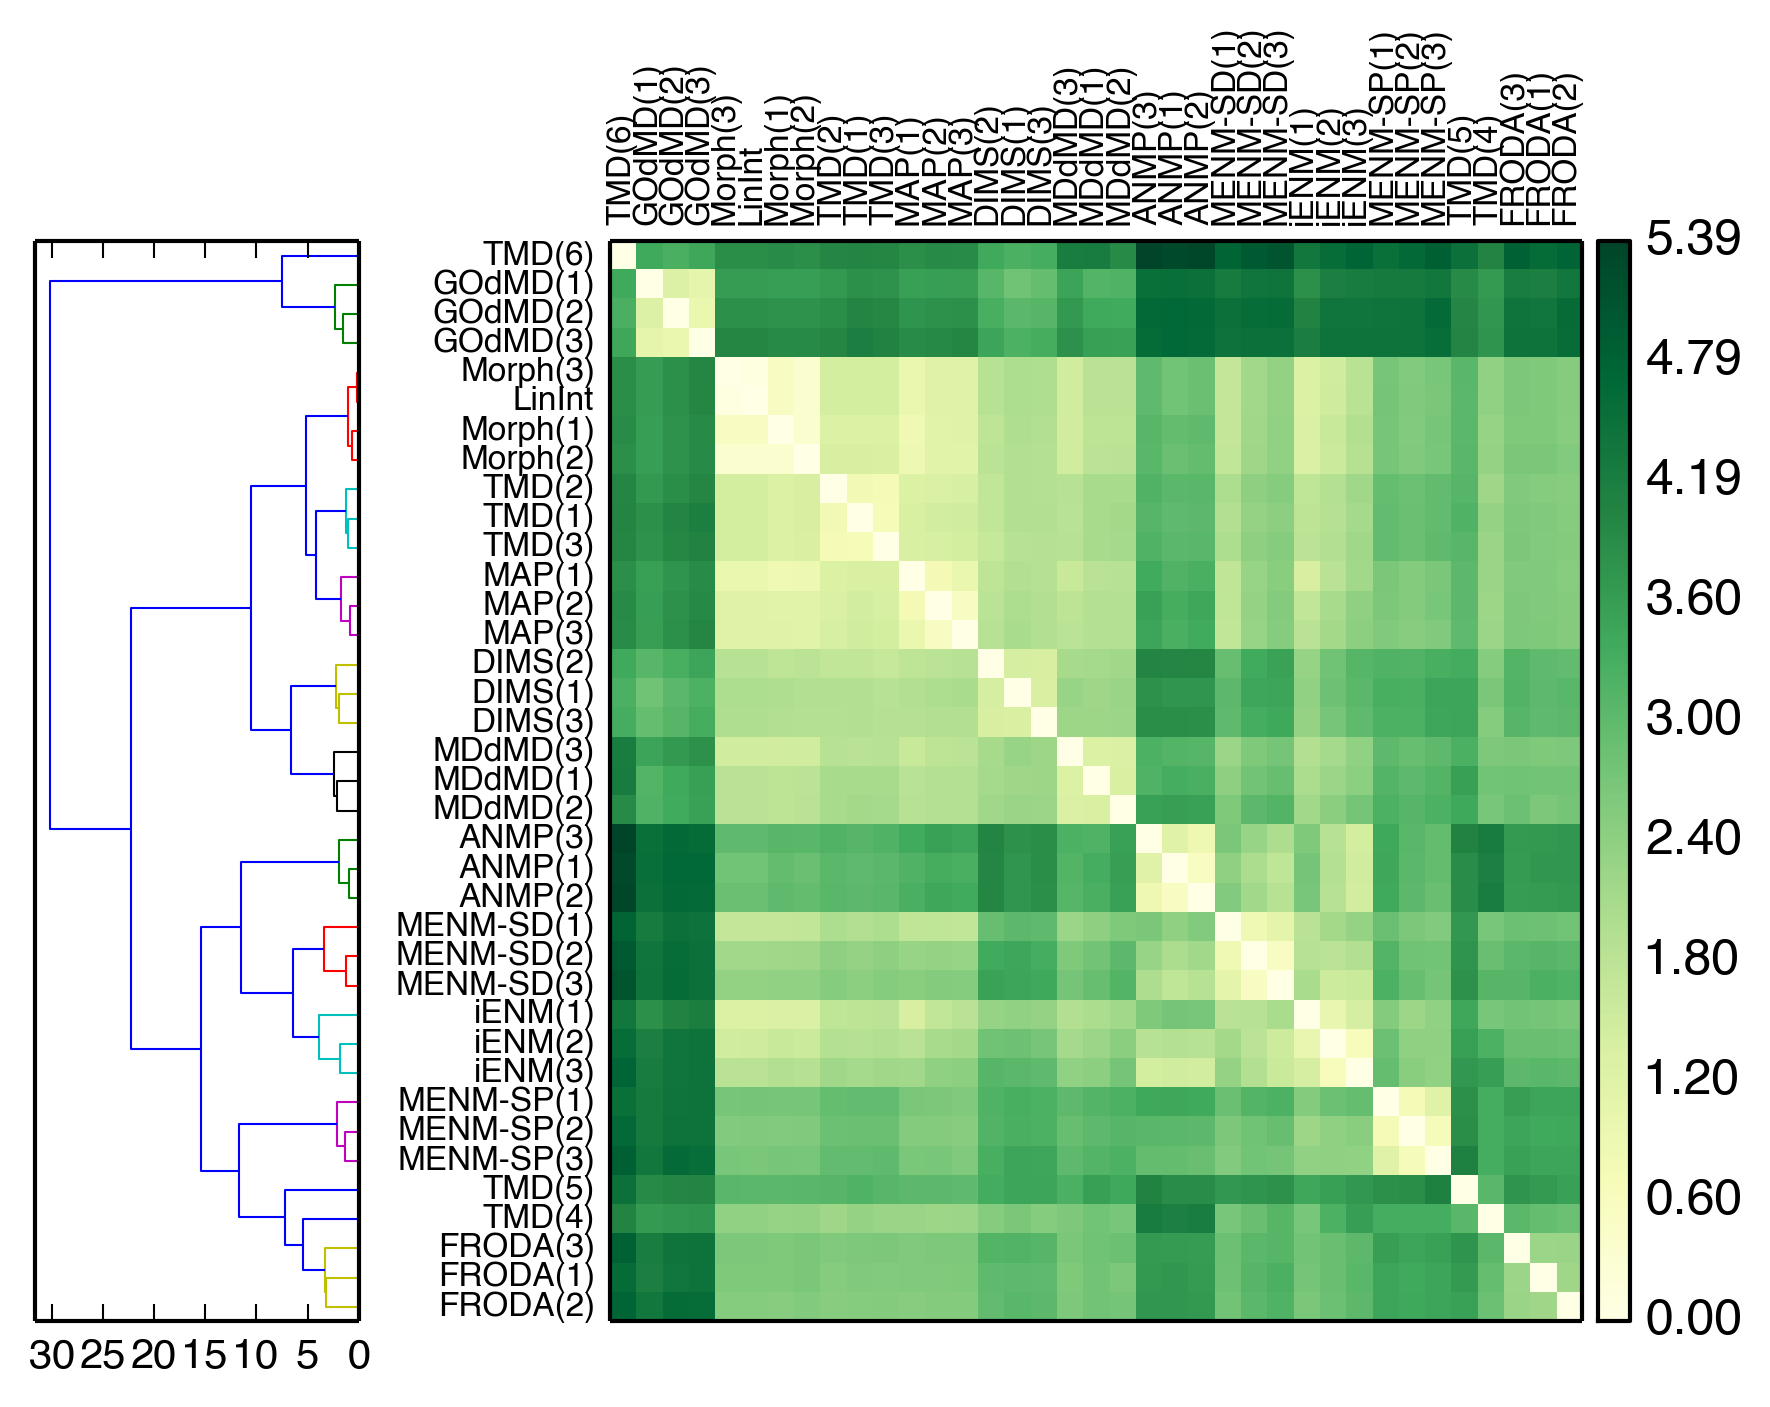 TMD(6)
GOdMD(1)
GOdMD(2)
GOdMD(3)
Morph(3)
LinInt
Morph(1)
Morph(2)
TMD(2)
TMD(1)
TMD(3)
MAP(1)
MAP(2)
MAP(3)
DIMS(2)
DIMS(1)
DIMS(3)
MDdMD(3)
MDdMD(1)
MDdMD(2)
ANMP(3)
ANMP(1)
ANMP(2)
MENM-SD(1)
MENM-SD(2)
MENM-SD(3)
iENM(1)
iENM(2)
iENM(3)
MENM-SP(1)
MENM-SP(2)
MENM-SP(3)
TMD(5)
TMD(4)
FRODA(3)
FRODA(1)
FRODA(2)
TMD(6)
GOdMD(1)
GOdMD(2)
GOdMD(3)
Morph(3)
LinInt
Morph(1)
Morph(2)
TMD(2)
TMD(1)
TMD(3)
MAP(1)
MAP(2)
MAP(3)
DIMS(2)
DIMS(1)
DIMS(3)
MDdMD(3)
MDdMD(1)
MDdMD(2)
ANMP(3)
ANMP(1)
ANMP(2)
MENM-SD(1)
MENM-SD(2)
MENM-SD(3)
iENM(1)
iENM(2)
iENM(3)
MENM-SP(1)
MENM-SP(2)
MENM-SP(3)
TMD(5)
TMD(4)
FRODA(3)
FRODA(1)
FRODA(2)
5.39
4.79
4.19
3.60
3.00
2.40
1.80
1.20
0.60
0.00
30 25 20 15 10 5 0